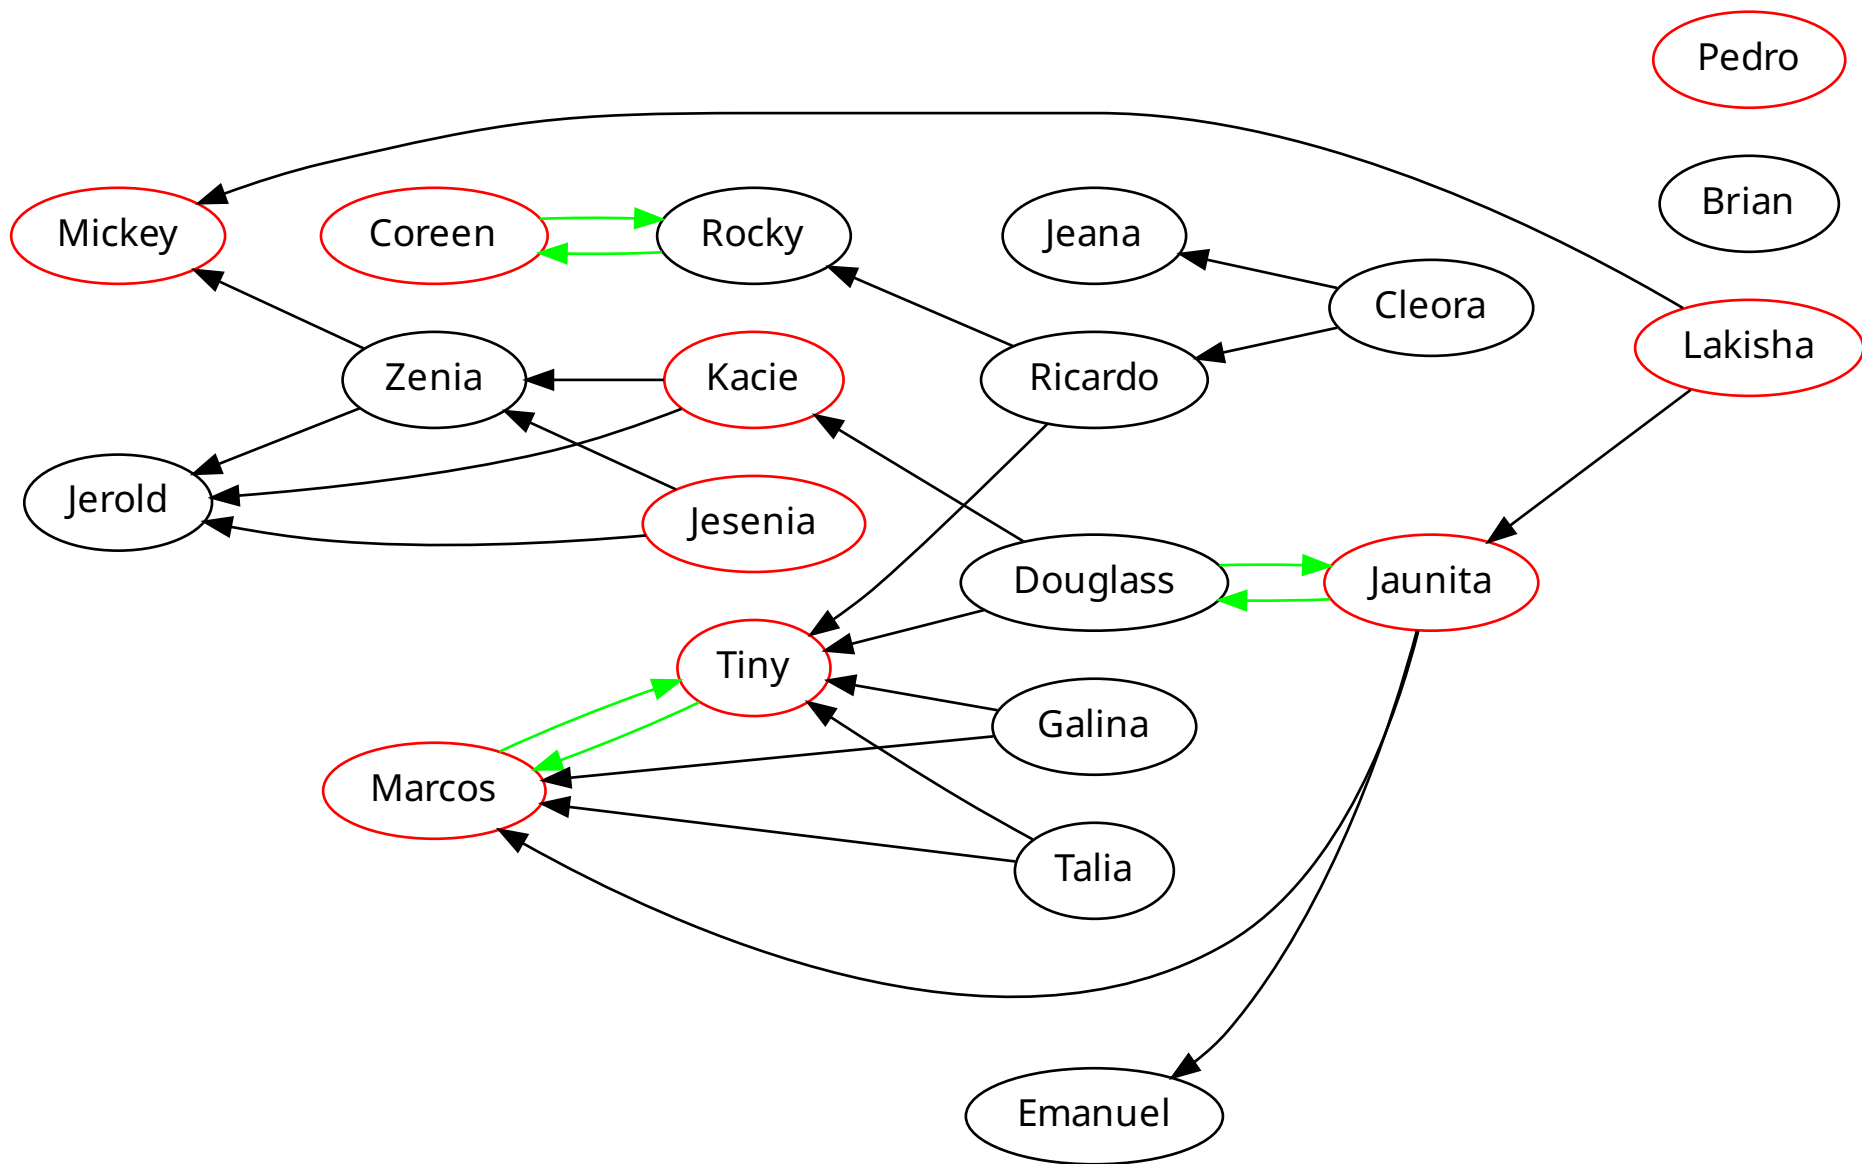 Pedro
Brian
Mickey
Coreen
Rocky
Jeana
Cleora
Lakisha
Zenia
Kacie
Ricardo
Jerold
Jesenia
Douglass
Jaunita
Tiny
Galina
Marcos
Talia
Emanuel